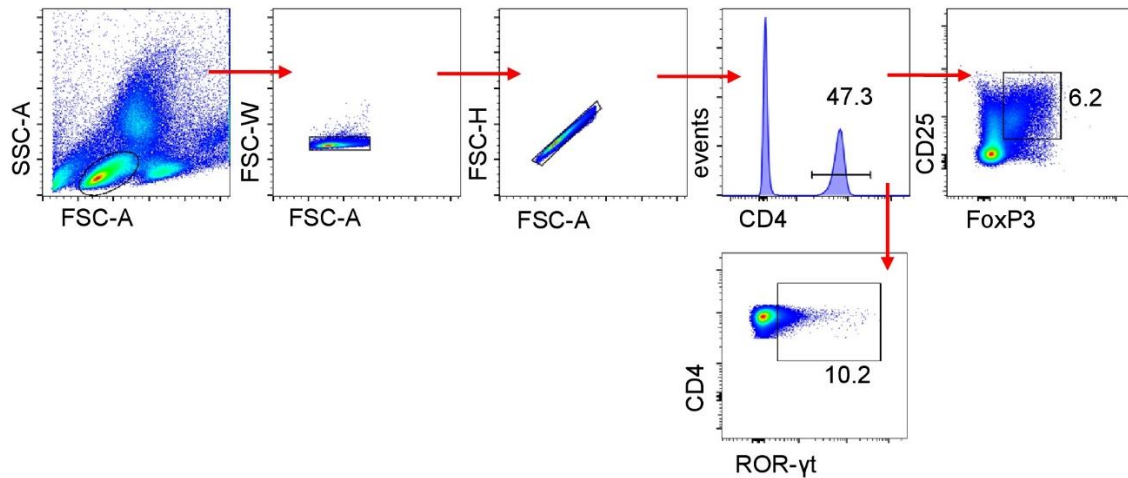 SSC-A
FSC-A
FSC-W
FSC-A
FSC-H
FSC-A
events
47.3
CD4
CD25
6.2
FoxP3
CD4
10.2
ROR-γt